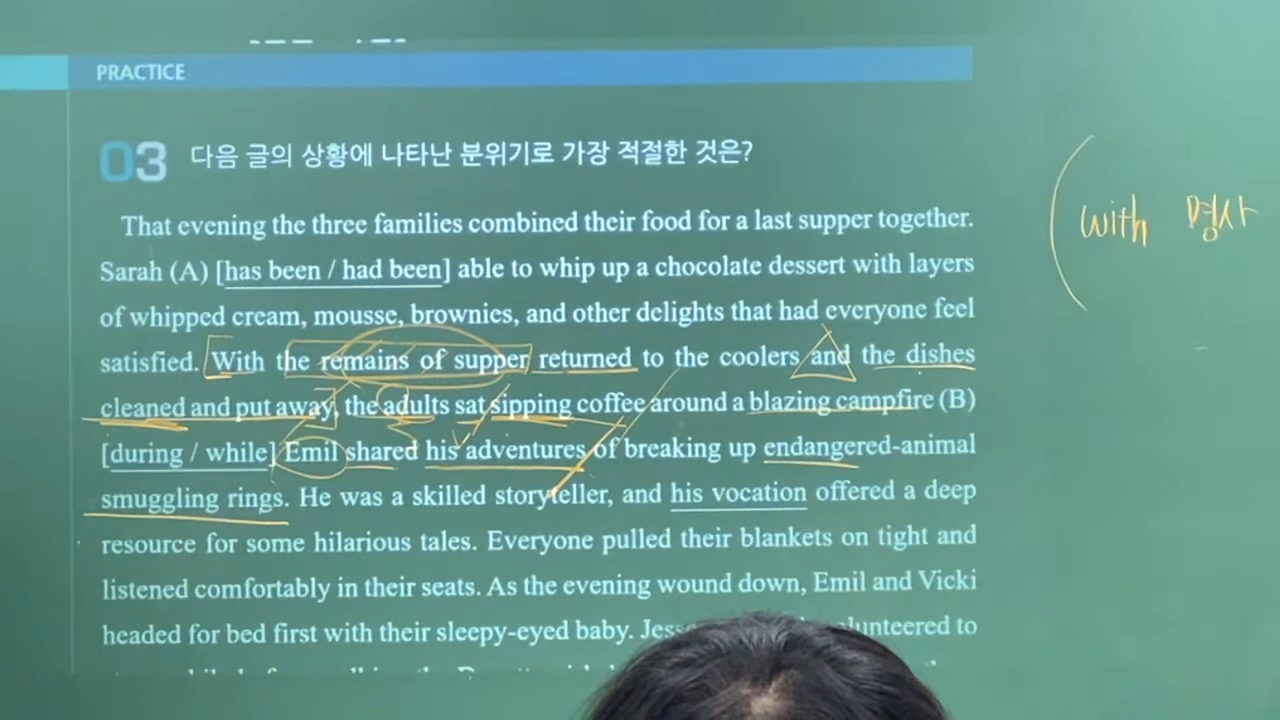 PRACTICE
03 다음 글의 상황에 나타난 분위기로 가장 적절한 것은?
That evening the three families combined their food for a last supper together.
Sarah (A) [has been / had been] able to whip up a chocolate dessert with layers
of whipped cream, mousse, brownies, and other delights that had everyone feel
satisfied. With the remains of supper returned to the coolers and the dishes
cleaned and put away, the adults sat sipping coffee around a blazing campfire (B)
[during / while] Emil shared his adventures of breaking up endangered-animal
smuggling rings. He was a skilled storyteller, and his vocation offered a deep
resource for some hilarious tales. Everyone pulled their blankets on tight and
listened comfortably in their seats. As the evening wound down, Emil and Vicki
headed for bed first with their sleepy-eyed baby. to
with 명사